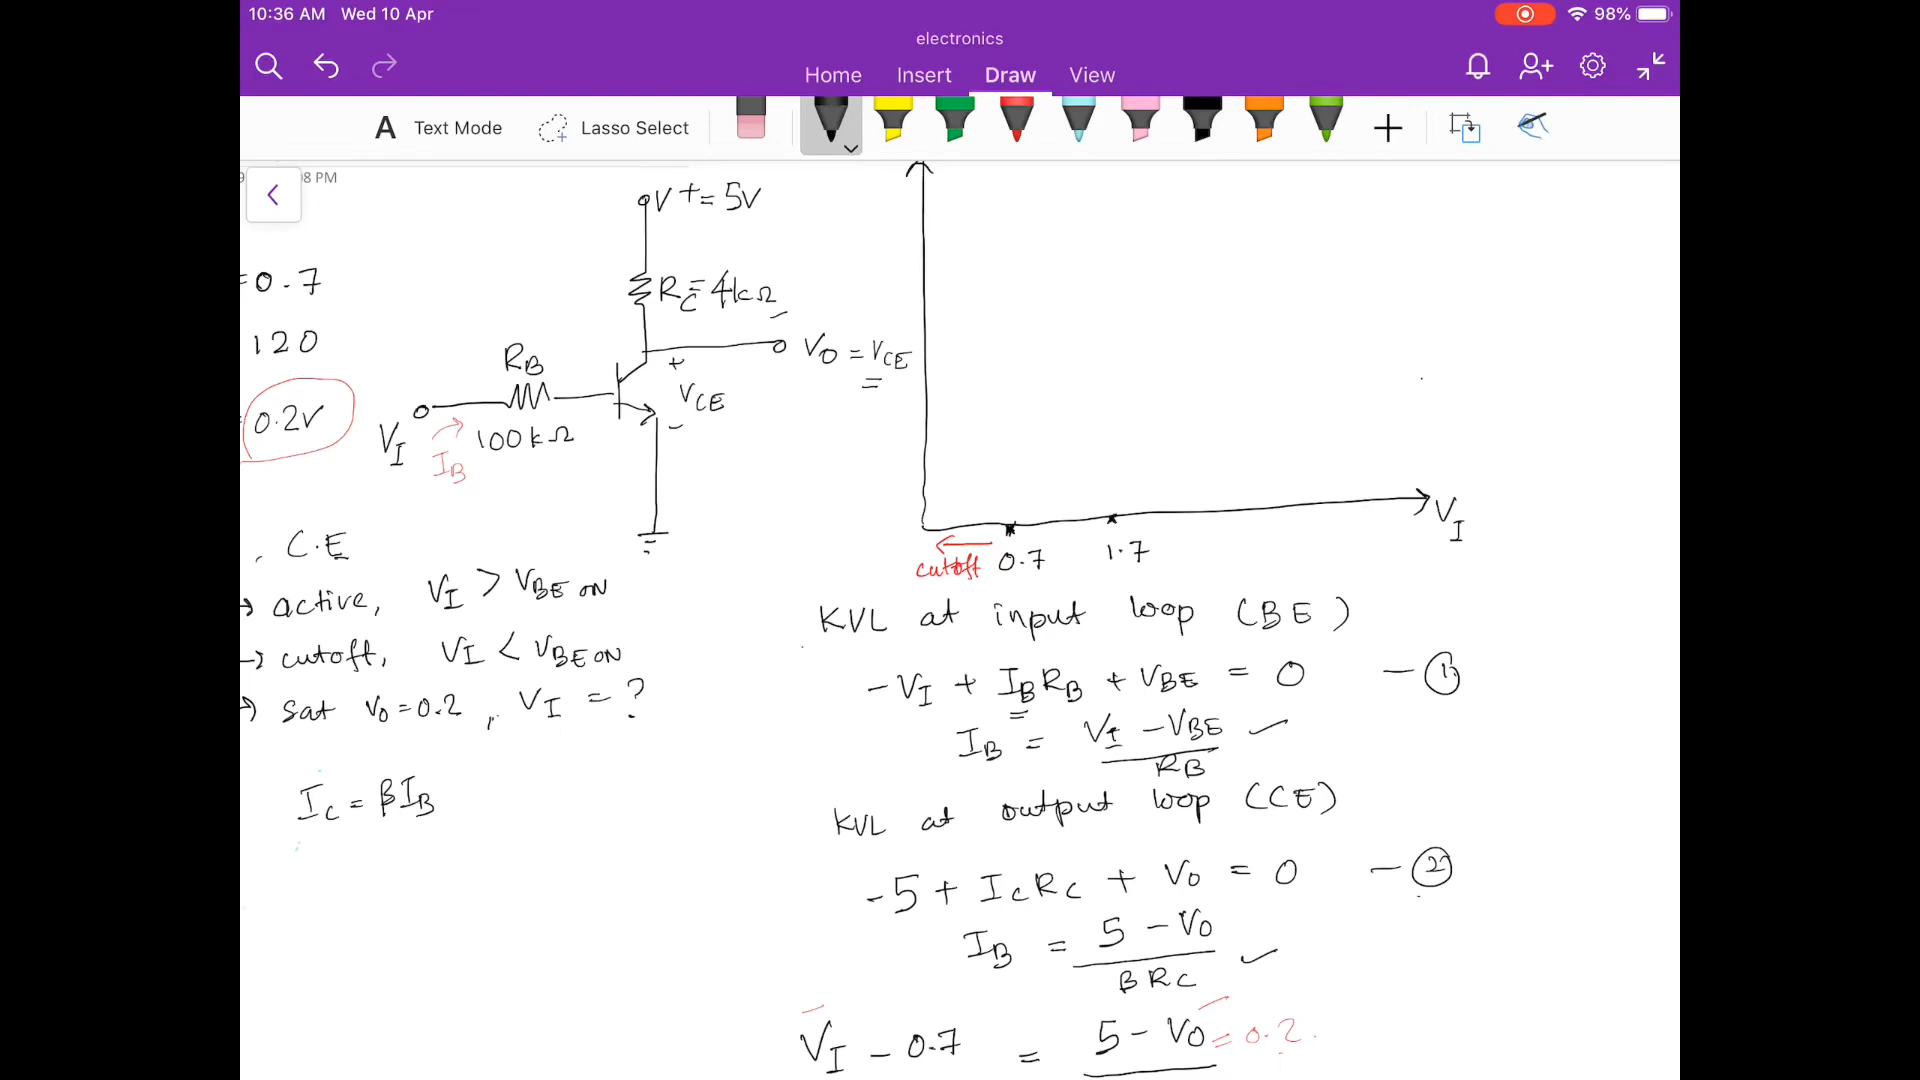 10:36 AM Wed 10 Apr
98%
electronics
Home Insert Draw View
A Text Mode Lasso Select
8 PM
V+ = 5V
=0.7
RC = 4kΩ
120
RB
VO = VCE
VCE
0.2V
VI
100kΩ
IB
VI
0.7
1.7
cutoff
, C.E
→ active, VI > VBE ON
→ cutoff, VI < VBE ON
→ sat VO = 0.2, VI = ?
IC = βIB
KVL at input loop (BE)
-VI + IBRB + VBE = 0 — ①
IB = VI - VBE
RB
KVL at output loop (CE)
-5 + ICRC + VO = 0 — ②
IB = 5 - VO
βRC
VI - 0.7 = 5 - VO = 0.2